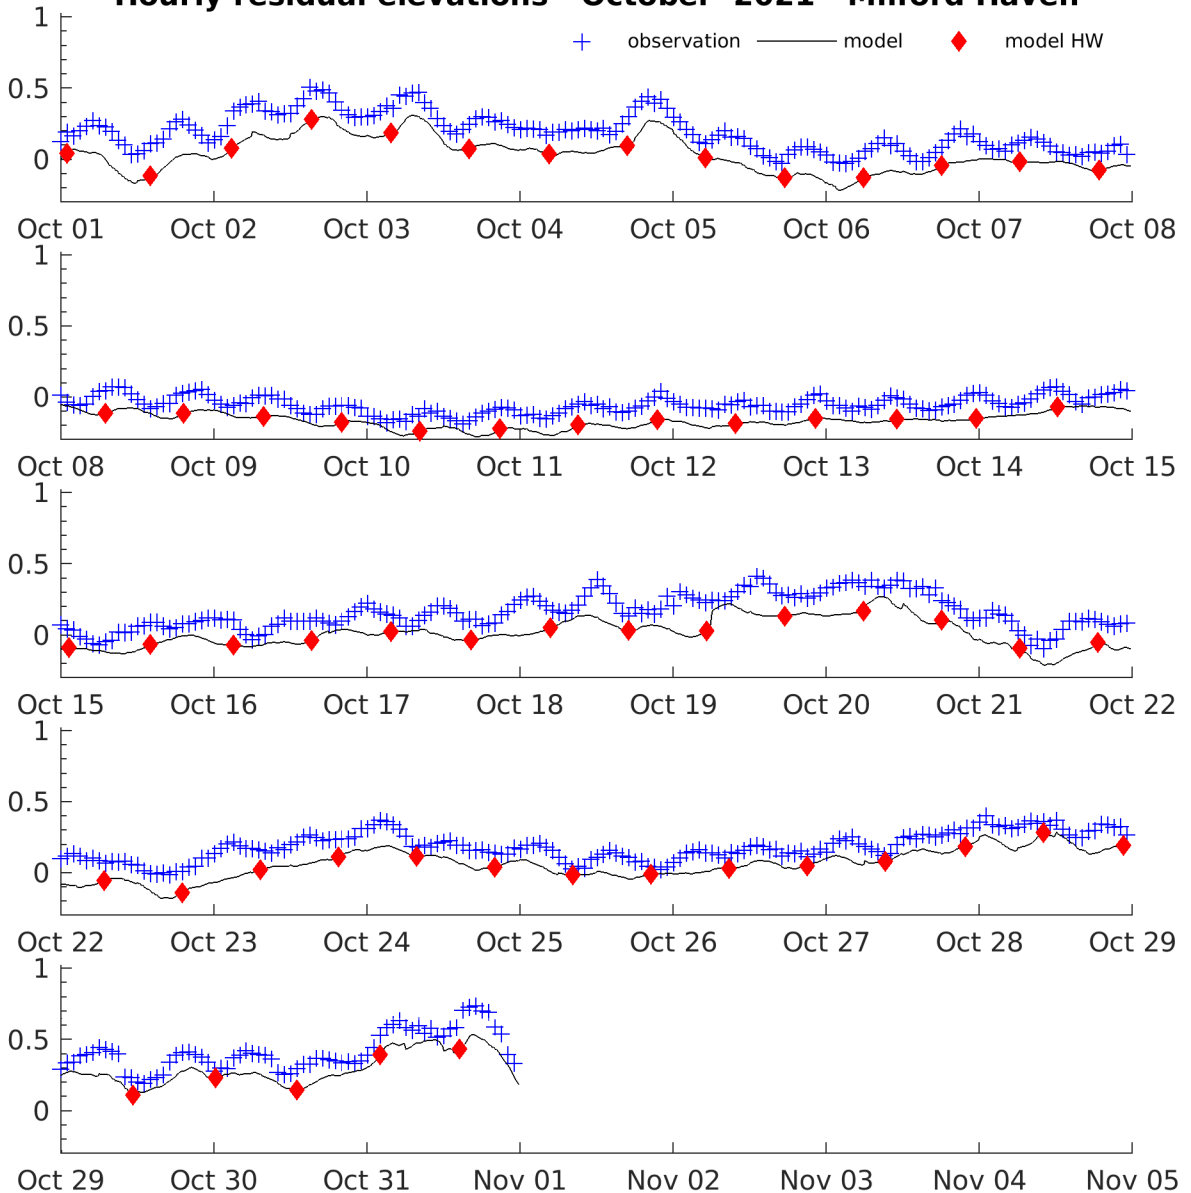 Hourly residual elevations - October 2021 - Milford Haven
observation model model HW
1
0.5
0
Oct 01 Oct 02 Oct 03 Oct 04 Oct 05 Oct 06 Oct 07 Oct 08
1
0.5
0
Oct 08 Oct 09 Oct 10 Oct 11 Oct 12 Oct 13 Oct 14 Oct 15
1
0.5
0
Oct 15 Oct 16 Oct 17 Oct 18 Oct 19 Oct 20 Oct 21 Oct 22
1
0.5
0
Oct 22 Oct 23 Oct 24 Oct 25 Oct 26 Oct 27 Oct 28 Oct 29
1
0.5
0
Oct 29 Oct 30 Oct 31 Nov 01 Nov 02 Nov 03 Nov 04 Nov 05